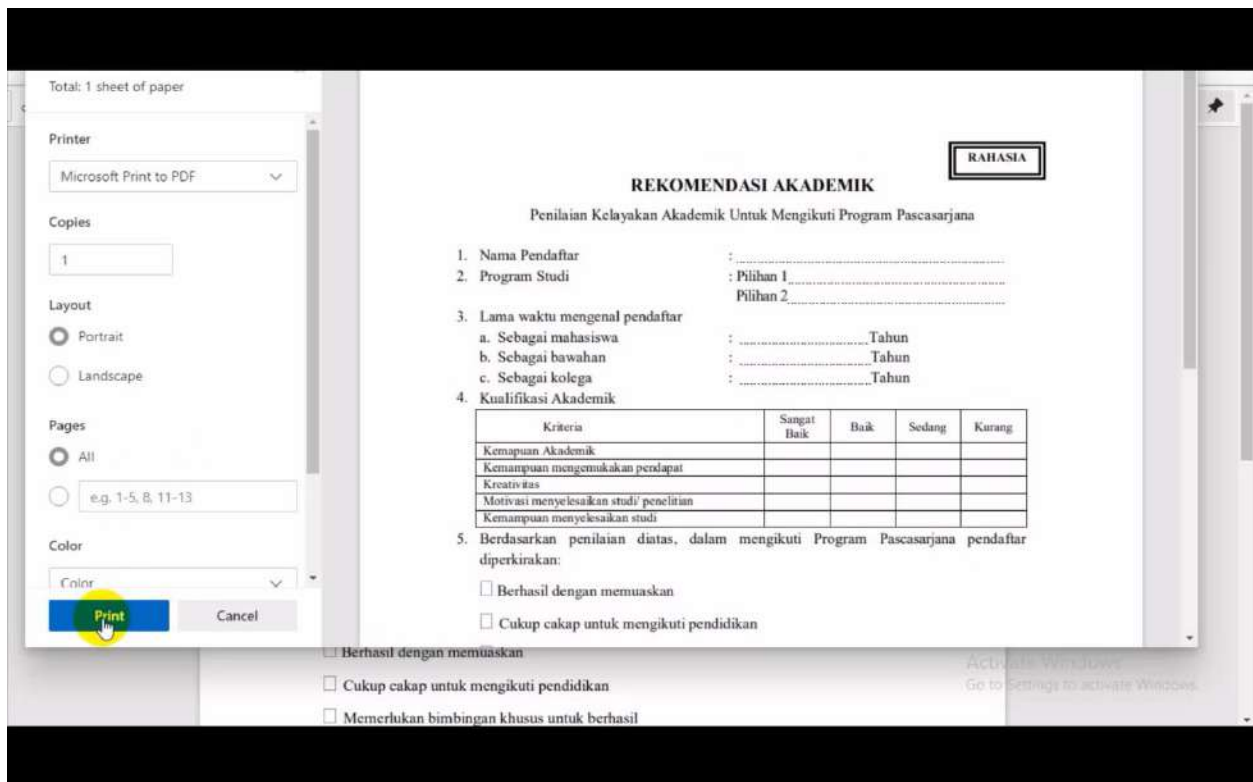 Total: 1 sheet of paper
Printer
Microsoft Print to PDF
Copies
1
Layout
Portrait
Landscape
Pages
All
e.g. 1-5, 8, 11-13
Color
Color
Print
Cancel
RAHASIA
REKOMENDASI AKADEMIK
Penilaian Kelayakan Akademik Untuk Mengikuti Program Pascasarjana
1. Nama Pendaftar :
2. Program Studi : Pilihan 1
Pilihan 2
3. Lama waktu mengenal pendaftar
a. Sebagai mahasiswa : Tahun
b. Sebagai bawahan : Tahun
c. Sebagai kolega : Tahun
4. Kualifikasi Akademik
Kriteria Sangat Baik Baik Sedang Kurang
Kemapuan Akademik
Kemampuan mengemukakan pendapat
Kreativitas
Motivasi menyelesaikan studi/ penelitian
Kemampuan menyelesaikan studi
5. Berdasarkan penilaian diatas, dalam mengikuti Program Pascasarjana pendaftar
diperkirakan:
Berhasil dengan memuaskan
Cukup cakap untuk mengikuti pendidikan
Berhasil dengan memuaskan
Cukup cakap untuk mengikuti pendidikan
Memerlukan bimbingan khusus untuk berhasil
Activate Windows
Go to Settings to activate Windows.